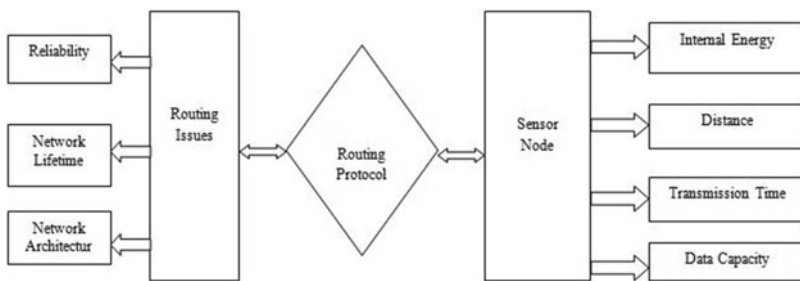 Reliability
Network
Lifetime
Network
Architectur
Routing
Issues
Routing
Protocol
Sensor
Node
Internal Energy
Distance
Transmission Time
Data Capacity